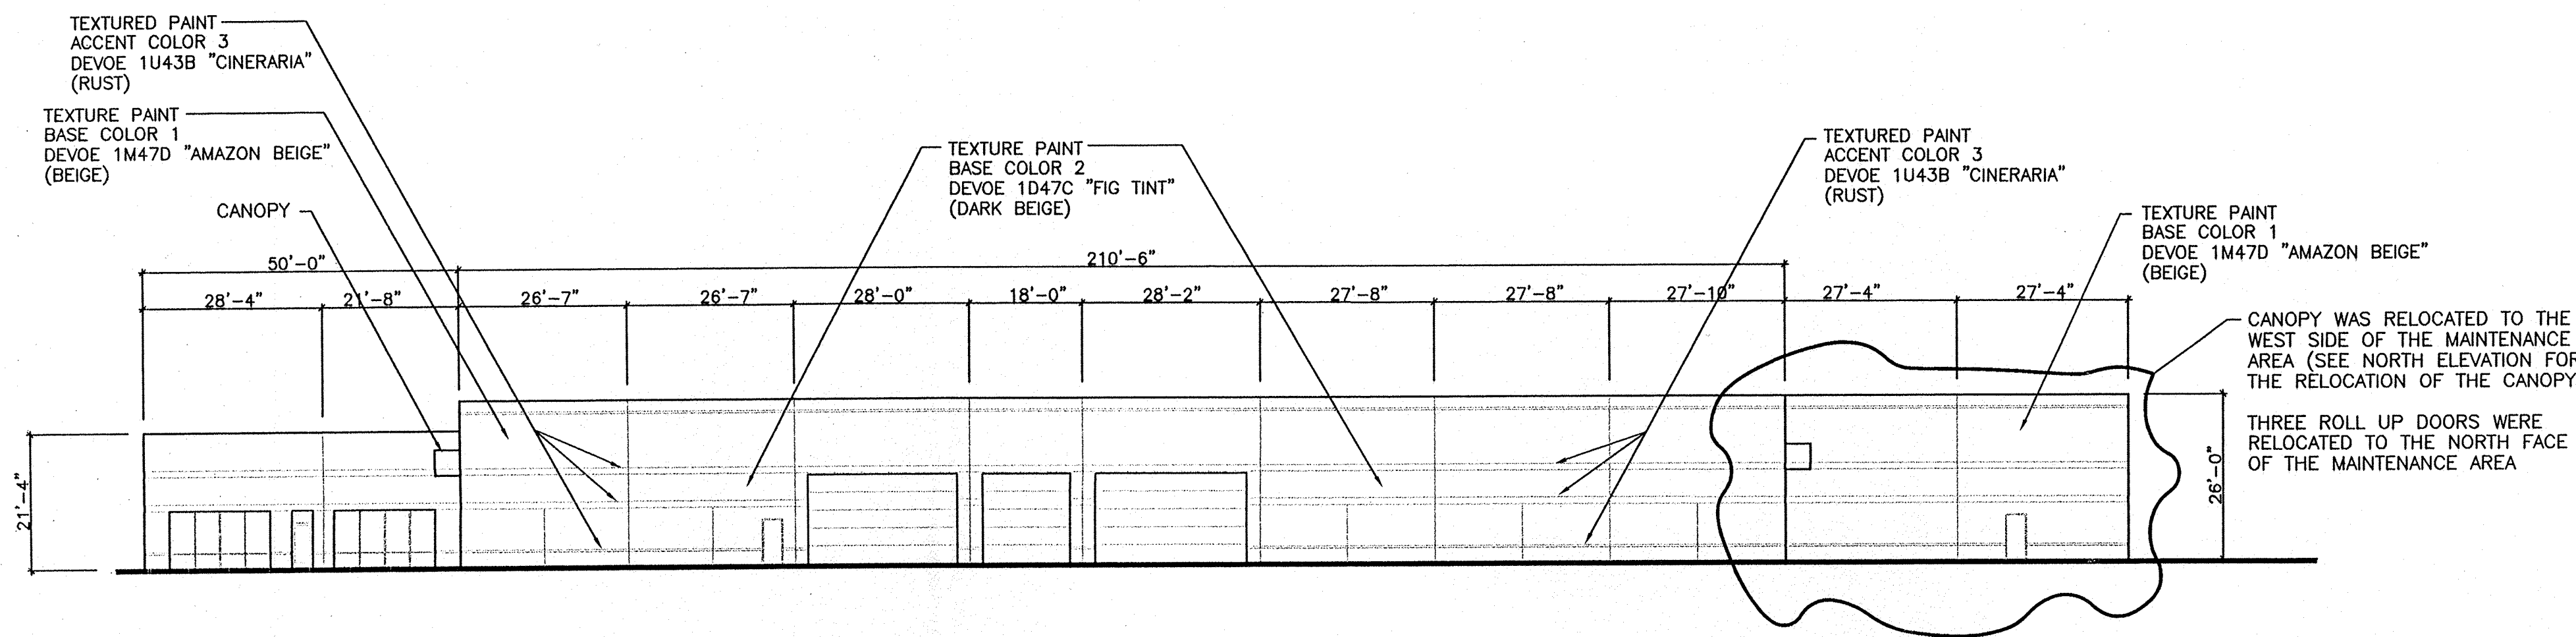 TEXTURED PAINT
ACCENT COLOR 3
DEVOE 1U43B "CINERARIA"
(RUST)
TEXTURE PAINT
BASE COLOR 1
DEVOE 1M47D "AMAZON BEIGE"
(BEIGE)
CANOPY
TEXTURE PAINT
BASE COLOR 2
DEVOE 1D47C "FIG TINT"
(DARK BEIGE)
TEXTURED PAINT
ACCENT COLOR 3
DEVOE 1U43B "CINERARIA"
(RUST)
TEXTURE PAINT
BASE COLOR 1
DEVOE 1M47D "AMAZON BEIGE"
(BEIGE)
50'-0" 210'-6"
28'-4" 21'-8" 26'-7" 26'-7" 28'-0" 18'-0" 28'-2" 27'-8" 27'-8" 27'-10" 27'-4" 27'-4"
CANOPY WAS RELOCATED TO THE
WEST SIDE OF THE MAINTENANCE
AREA (SEE NORTH ELEVATION FOR
THE RELOCATION OF THE CANOPY
THREE ROLL UP DOORS WERE
RELOCATED TO THE NORTH FACE
OF THE MAINTENANCE AREA
21'-4"
26'-0"